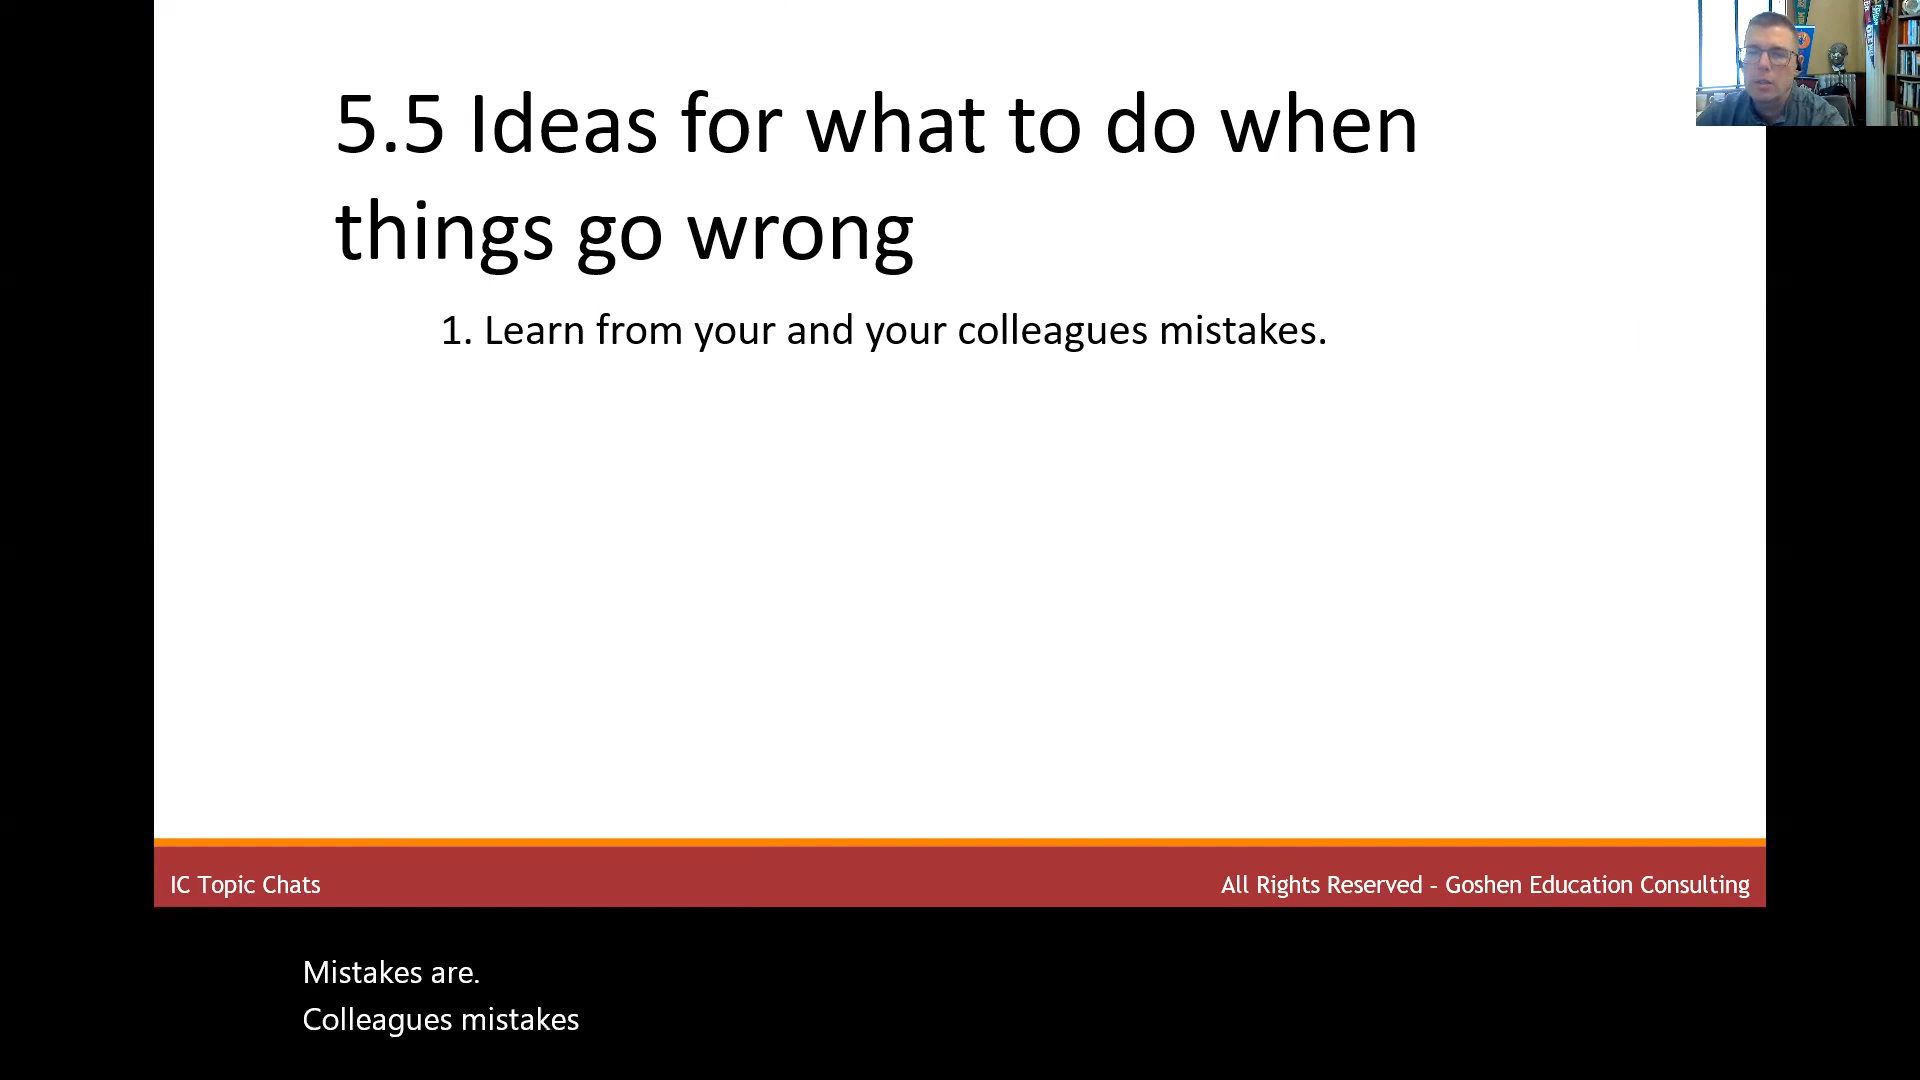 5.5 Ideas for what to do when
things go wrong
1. Learn from your and your colleagues mistakes.
IC Topic Chats
All Rights Reserved – Goshen Education Consulting
Mistakes are.
Colleagues mistakes